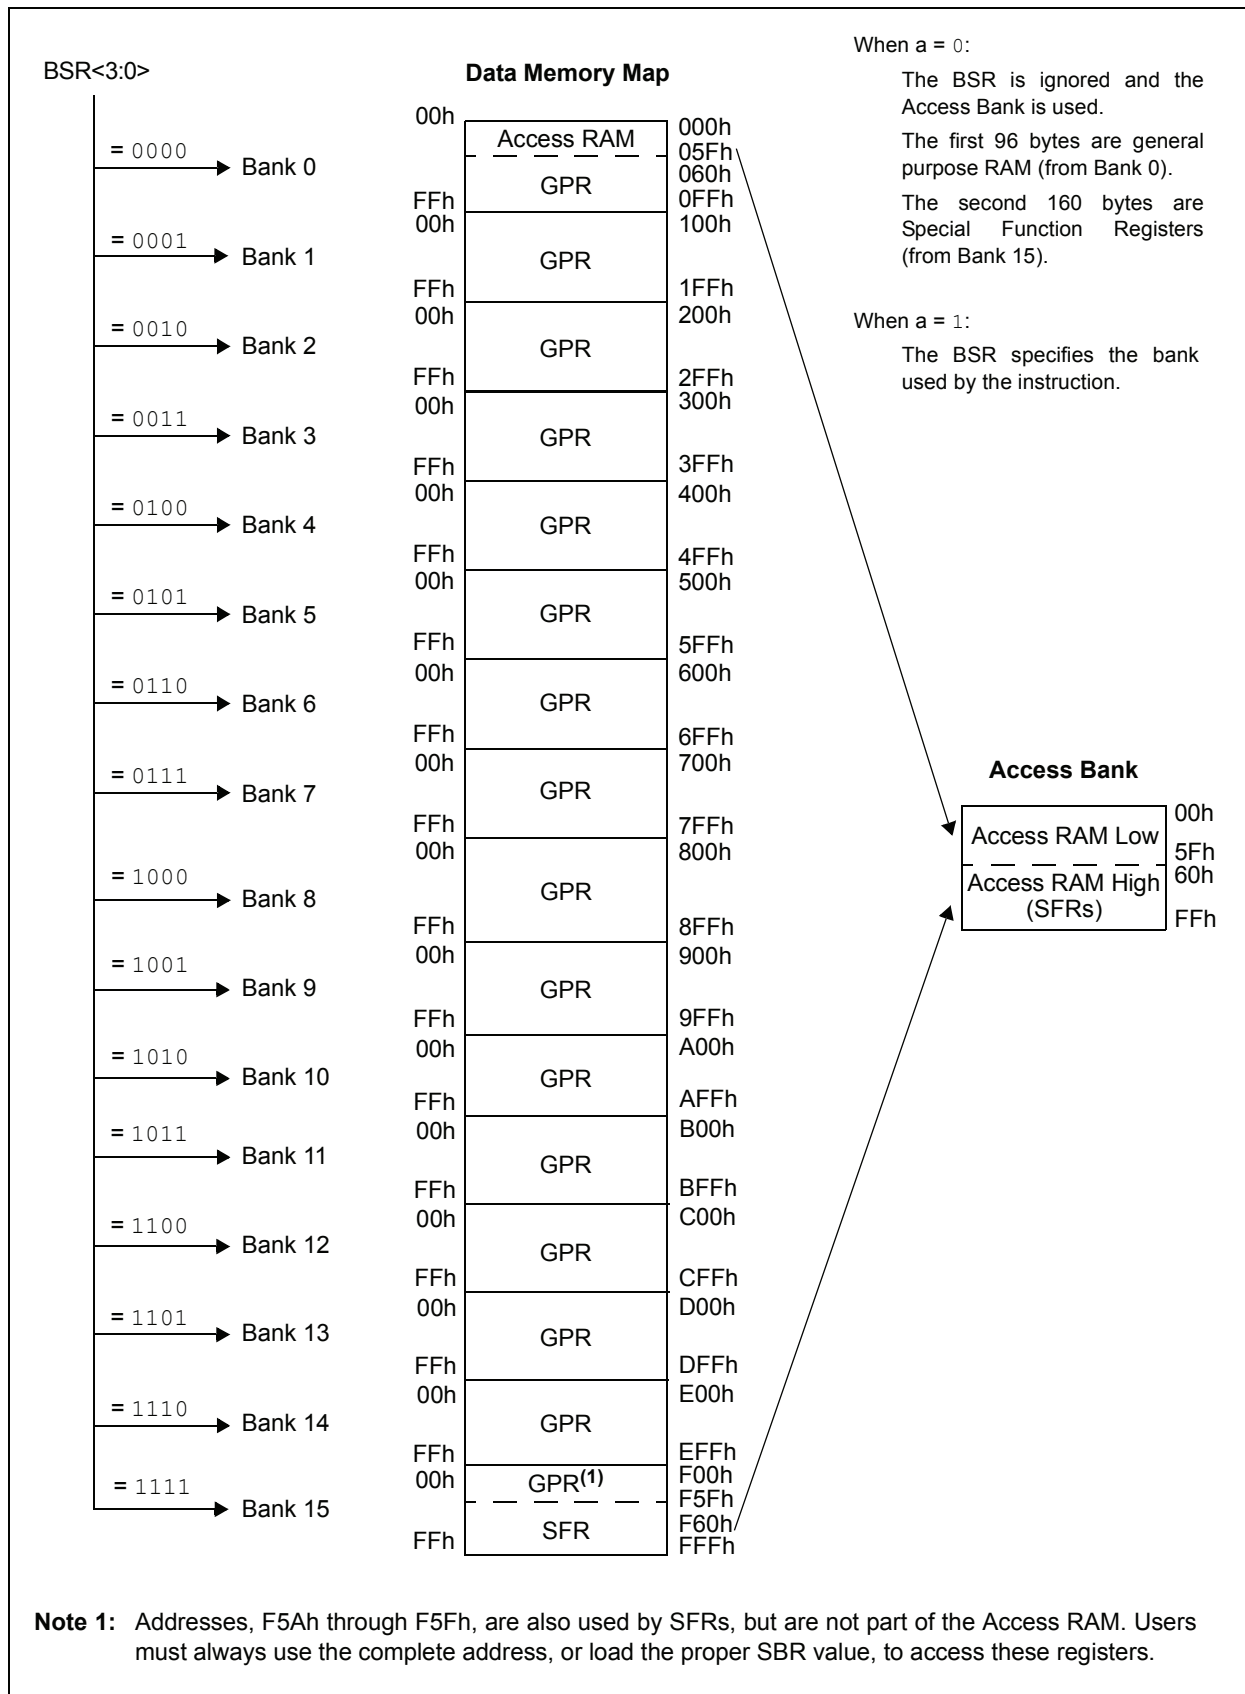 BSR<3:0>
Data Memory Map
When a = 0:
The BSR is ignored and the
Access Bank is used.
The first 96 bytes are general
purpose RAM (from Bank 0).
The second 160 bytes are
Special Function Registers
(from Bank 15).
When a = 1:
The BSR specifies the bank
used by the instruction.
= 0000
Bank 0
00h
Access RAM
000h
05Fh
GPR
060h
FFh
0FFh
= 0001
Bank 1
00h
100h
GPR
FFh
1FFh
= 0010
Bank 2
00h
200h
GPR
FFh
2FFh
= 0011
Bank 3
00h
300h
GPR
FFh
3FFh
= 0100
Bank 4
00h
400h
GPR
FFh
4FFh
= 0101
Bank 5
00h
500h
GPR
FFh
5FFh
= 0110
Bank 6
00h
600h
GPR
FFh
6FFh
= 0111
Bank 7
00h
700h
GPR
FFh
7FFh
= 1000
Bank 8
00h
800h
GPR
FFh
8FFh
= 1001
Bank 9
00h
900h
GPR
FFh
9FFh
= 1010
Bank 10
00h
A00h
GPR
FFh
AFFh
= 1011
Bank 11
00h
B00h
GPR
FFh
BFFh
= 1100
Bank 12
00h
C00h
GPR
FFh
CFFh
= 1101
Bank 13
00h
D00h
GPR
FFh
DFFh
= 1110
Bank 14
00h
E00h
GPR
FFh
EFFh
= 1111
Bank 15
00h
F00h
GPR(1)
F5Fh
SFR
F60h
FFh
FFFh
Access Bank
Access RAM Low
00h
5Fh
Access RAM High
(SFRs)
60h
FFh
Note 1: Addresses, F5Ah through F5Fh, are also used by SFRs, but are not part of the Access RAM. Users
must always use the complete address, or load the proper SBR value, to access these registers.